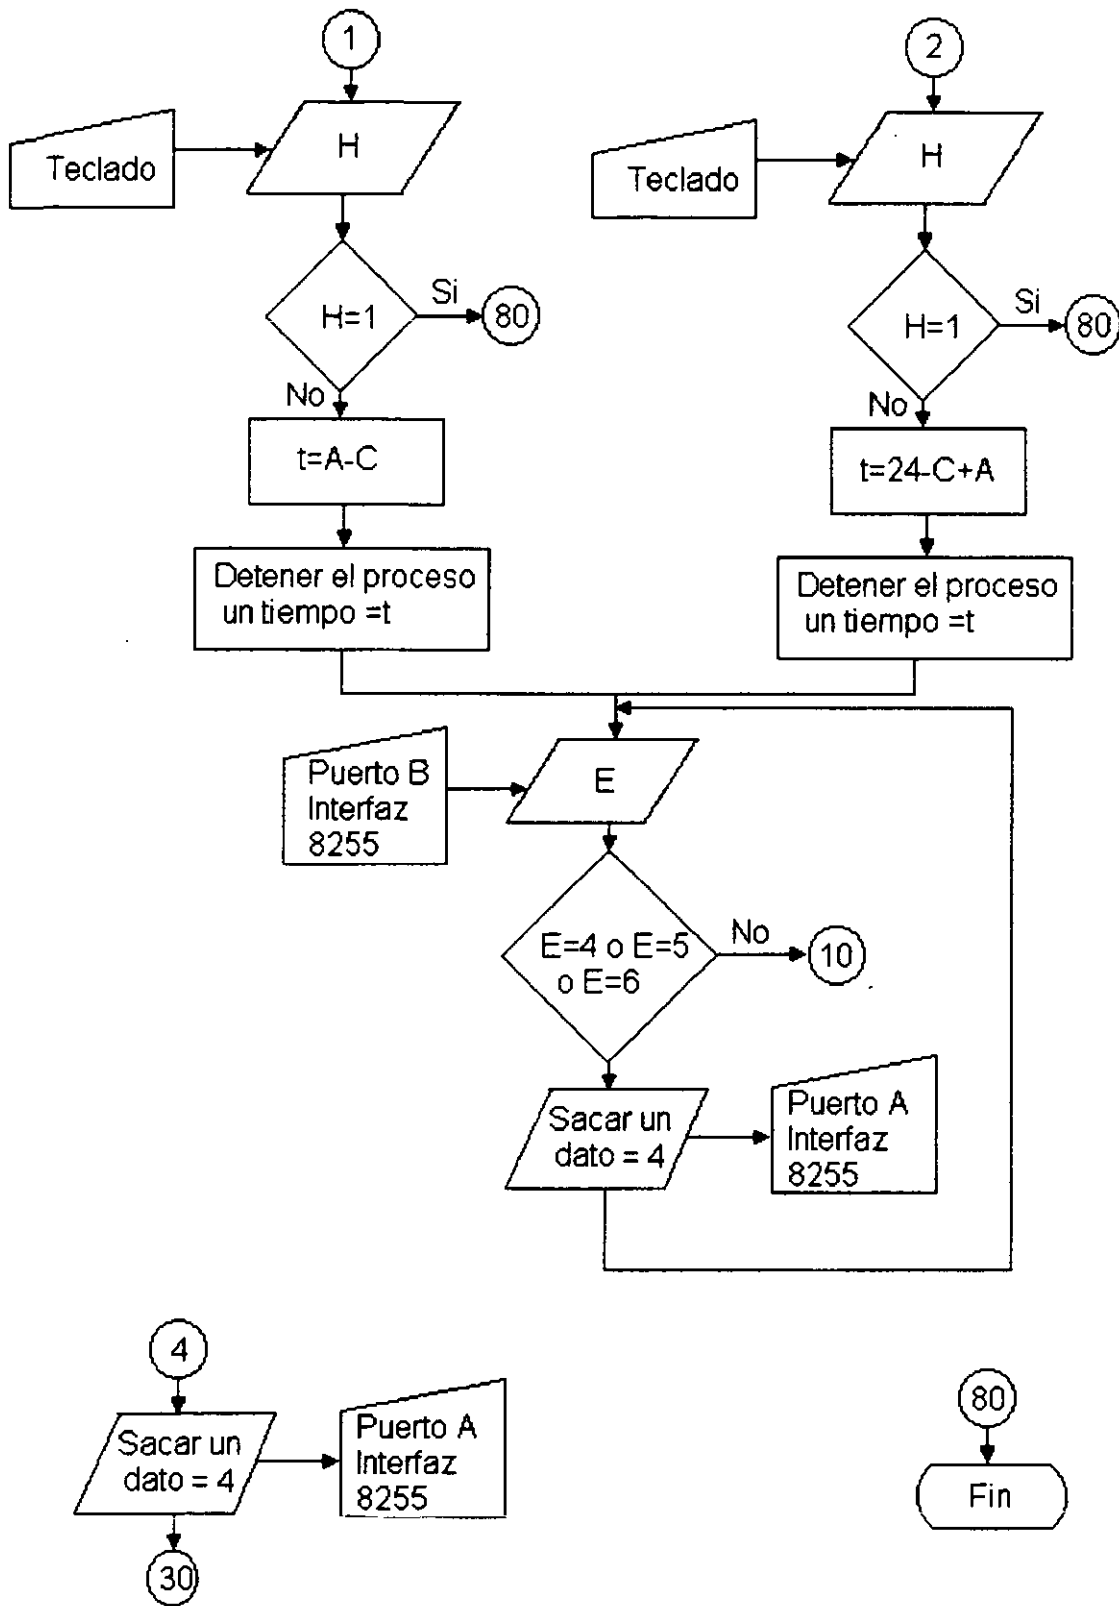 1
2
Teclado
H
Teclado
H
H=1
Si
80
H=1
Si
80
No
No
t=A-C
t=24-C+A
Detener el proceso
un tiempo =t
Detener el proceso
un tiempo =t
Puerto B
Interfaz
8255
E
E=4 o E=5
o E=6
No
10
Sacar un
dato = 4
Puerto A
Interfaz
8255
4
Sacar un
dato = 4
Puerto A
Interfaz
8255
30
80
Fin